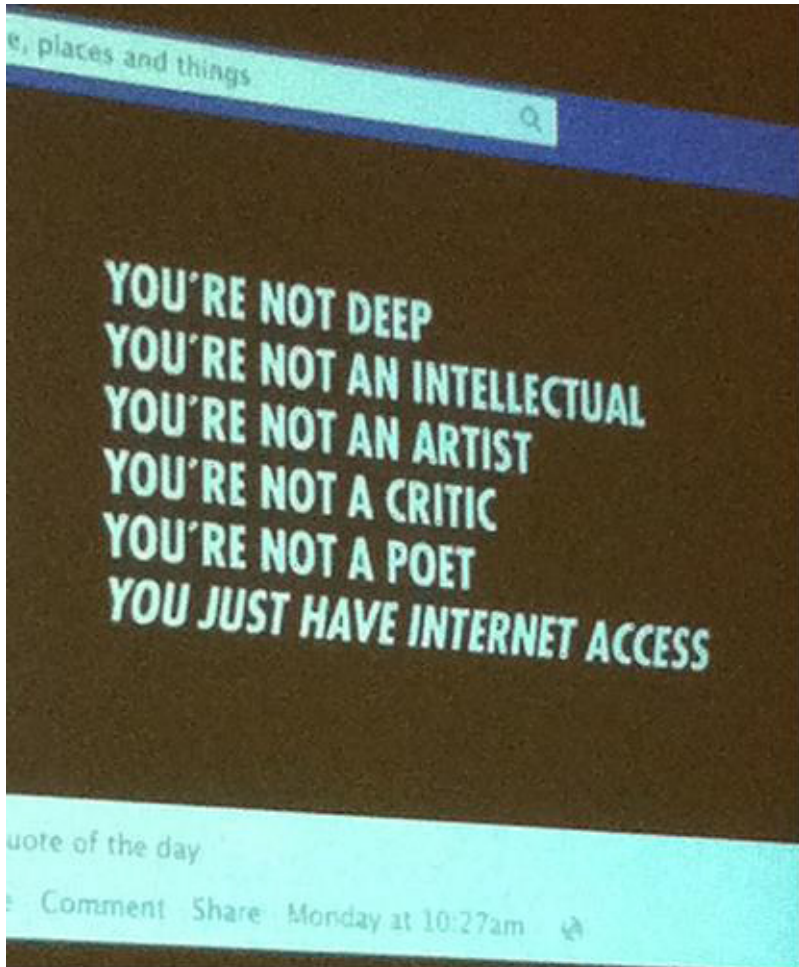 e, places and things
YOU'RE NOT DEEP
YOU'RE NOT AN INTELLECTUAL
YOU'RE NOT AN ARTIST
YOU'RE NOT A CRITIC
YOU'RE NOT A POET
YOU JUST HAVE INTERNET ACCESS
uote of the day
e Comment Share Monday at 10:27am